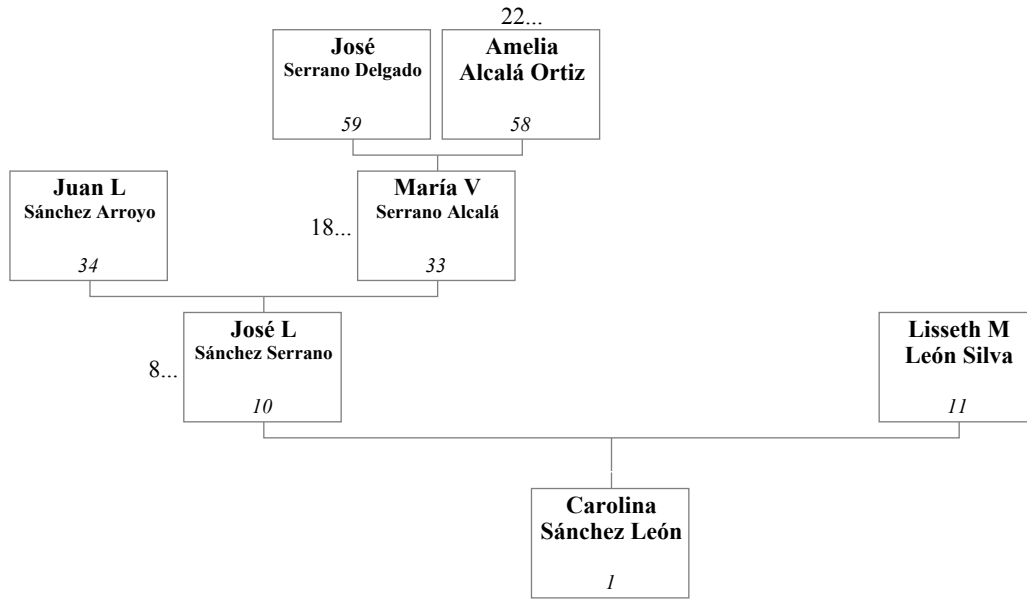 22...
José
Serrano Delgado
59
Amelia
Alcalá Ortiz
58
Juan L
Sánchez Arroyo
34
18...
María V
Serrano Alcalá
33
8...
José L
Sánchez Serrano
10
Lisseth M
León Silva
11
Carolina
Sánchez León
1